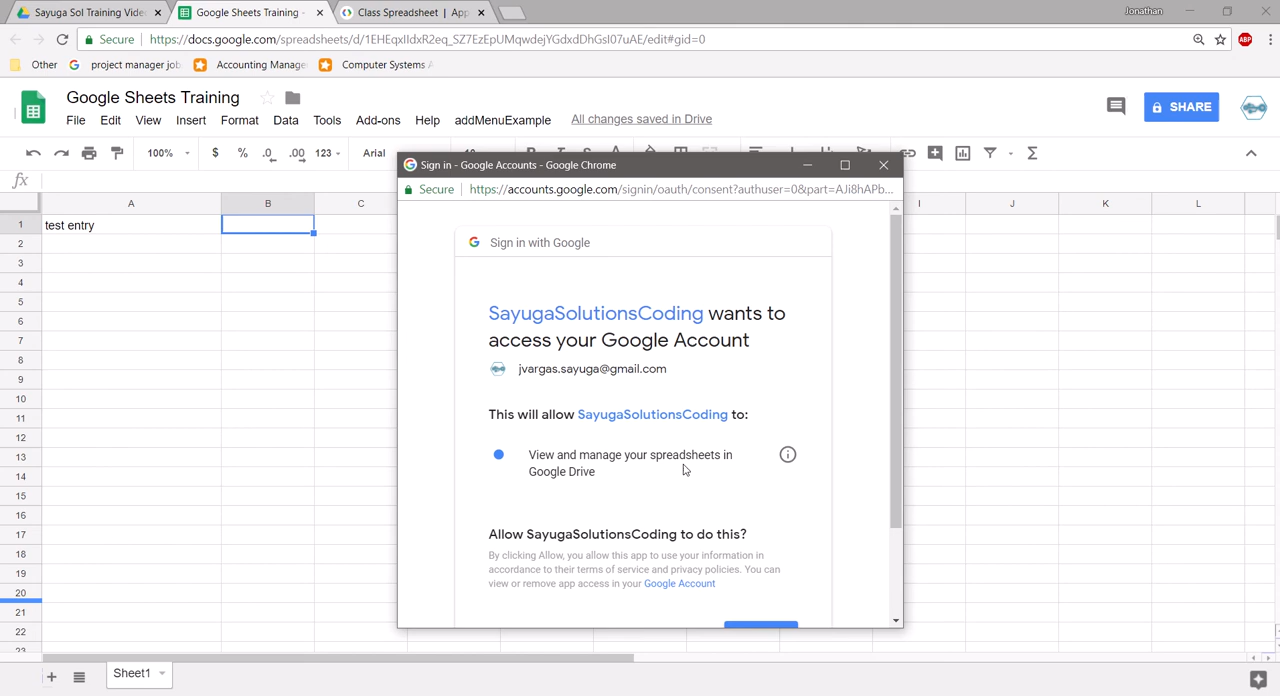 Sayuga Sol Training Vide
Google Sheets Training -
Class Spreadsheet | App
Jonathan
Secure https://docs.google.com/spreadsheets/d/1EHEqxIIdxR2eq_SZ7EzEpUMqwdejYGdxdDhGsI07uAE/edit#gid=0
ABP
Other project manager job Accounting Manage Computer Systems A
Google Sheets Training
File Edit View Insert Format Data Tools Add-ons Help addMenuExample All changes saved in Drive
SHARE
100% $ % .0 .00 123 Arial 10
Sign in - Google Accounts - Google Chrome
fx
Secure https://accounts.google.com/signin/oauth/consent?authuser=0&part=AJi8hAPb...
A B C I J K L
1 test entry
2
3
4
5
6
7
8
9
10
11
12
13
14
15
16
17
18
19
20
21
22
23
Sign in with Google
SayugaSolutionsCoding wants to
access your Google Account
jvargas.sayuga@gmail.com
This will allow SayugaSolutionsCoding to:
View and manage your spreadsheets in
Google Drive
Allow SayugaSolutionsCoding to do this?
By clicking Allow, you allow this app to use your information in
accordance to their terms of service and privacy policies. You can
view or remove app access in your Google Account
Sheet1